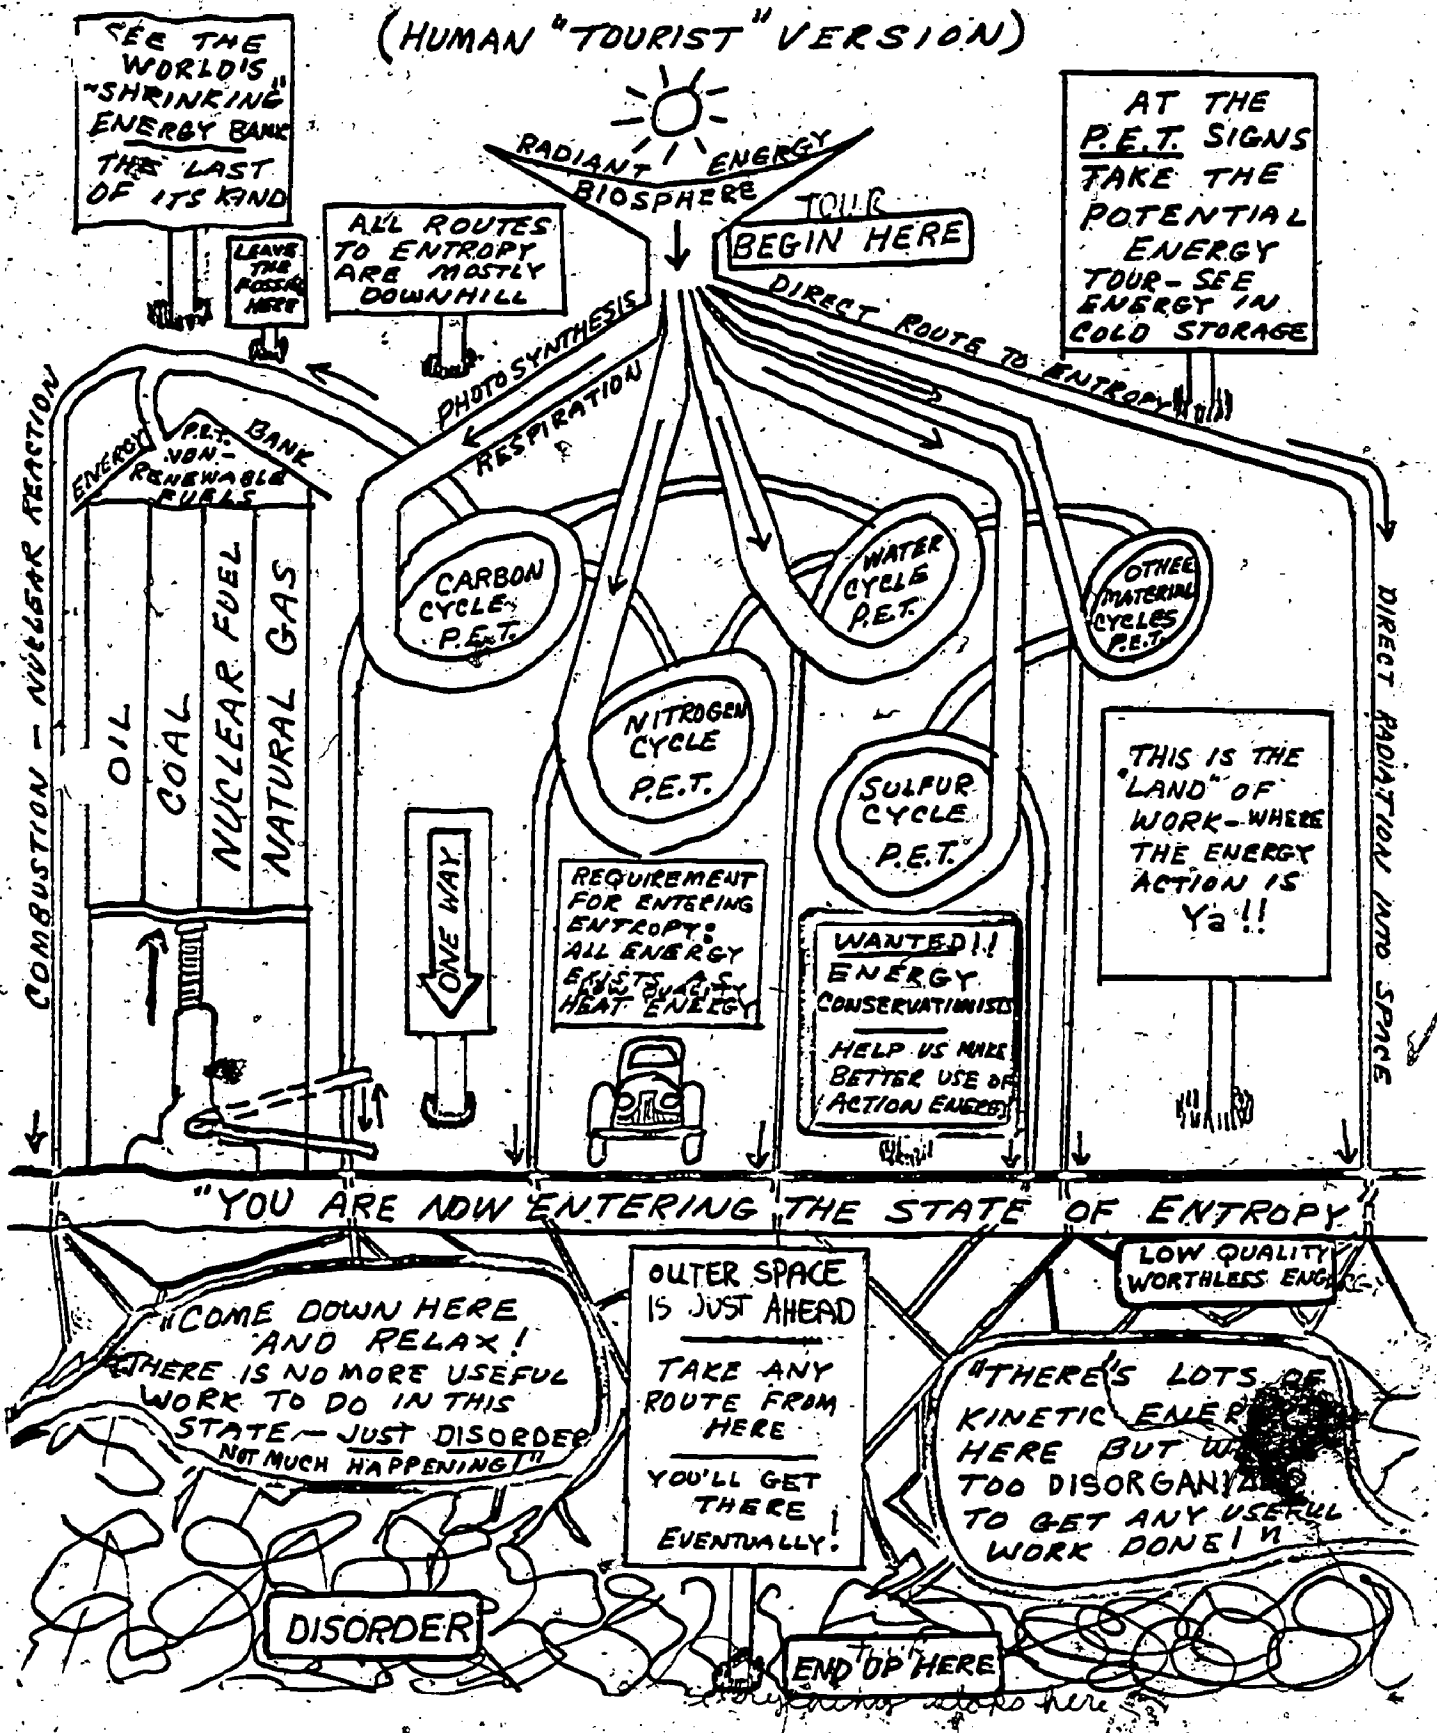 (HUMAN "TOURIST" VERSION)
SEE THE
WORLD'S
"SHRINKING"
ENERGY BANK
THE LAST
OF ITS KIND
LEAVE
THE
FOSSILS
HERE
ALL ROUTES
TO ENTROPY
ARE MOSTLY
DOWNHILL
RADIANT ENERGY
BIOSPHERE
TOUR
BEGIN HERE
AT THE
P.E.T. SIGNS
TAKE THE
POTENTIAL
ENERGY
TOUR - SEE
ENERGY IN
COLD STORAGE
PHOTOSYNTHESIS
RESPIRATION
DIRECT ROUTE TO ENTROPY
COMBUSTION - NUCLEAR REACTION
ENERGY BANK
P.E.T.
NON-
RENEWABLE
FUELS
OIL
COAL
NUCLEAR FUEL
NATURAL GAS
CARBON
CYCLE
P.E.T.
WATER
CYCLE
P.E.T.
OTHER
MATERIAL
CYCLES
P.E.T.
NITROGEN
CYCLE
P.E.T.
SULFUR
CYCLE
P.E.T.
DIRECT RADIATION INTO SPACE
THIS IS THE
"LAND" OF
WORK - WHERE
THE ENERGY
ACTION IS
Ya!!
ONE WAY
REQUIREMENT
FOR ENTERING
ENTROPY:
ALL ENERGY
EXISTS AS
LOW QUALITY
HEAT ENERGY
WANTED!!
ENERGY
CONSERVATIONISTS
HELP US MAKE
BETTER USE OF
ACTION ENERGY
"YOU ARE NOW ENTERING THE STATE" OF ENTROPY
LOW QUALITY
WORTHLESS ENERGY
"COME DOWN HERE
AND RELAX!
THERE IS NO MORE USEFUL
WORK TO DO IN THIS
STATE - JUST DISORDER
NOT MUCH HAPPENING!"
OUTER SPACE
IS JUST AHEAD
TAKE ANY
ROUTE FROM
HERE
YOU'LL GET
THERE
EVENTUALLY!
"THERE'S LOTS OF
KINETIC
HERE BUT
TOO DISORGANIZED
TO GET ANY USEFUL
WORK DONE!"
DISORDER
END UP HERE
everything stops here